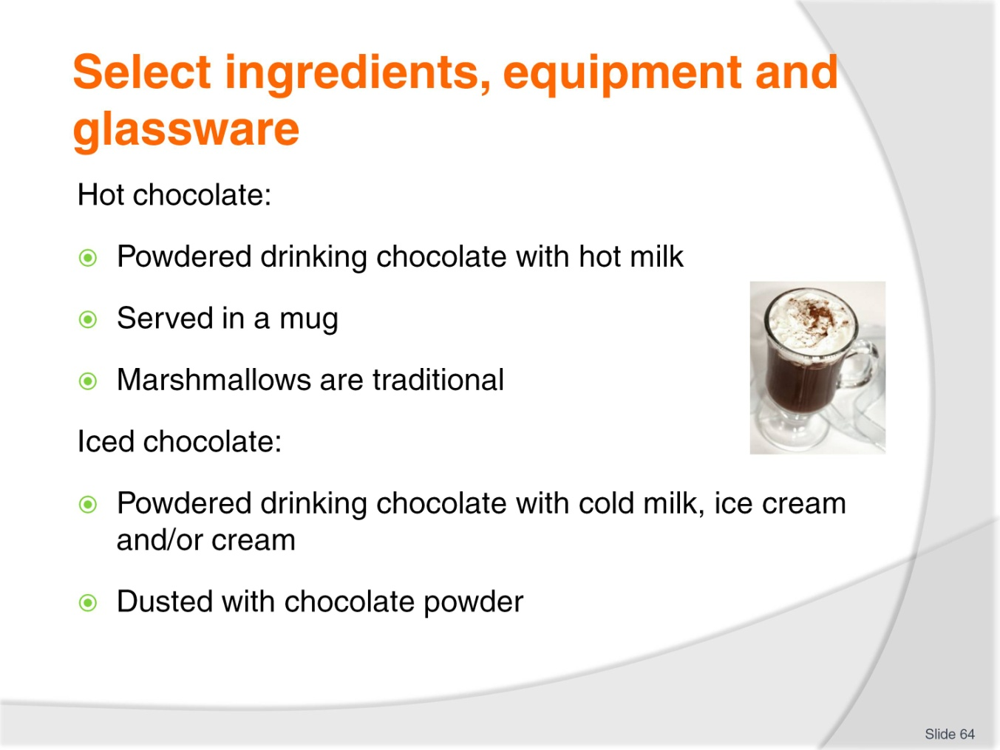 Select ingredients, equipment and
glassware
Hot chocolate:
Powdered drinking chocolate with hot milk
Served in a mug
Marshmallows are traditional
Iced chocolate:
Powdered drinking chocolate with cold milk, ice cream
and/or cream
Dusted with chocolate powder
Slide 64